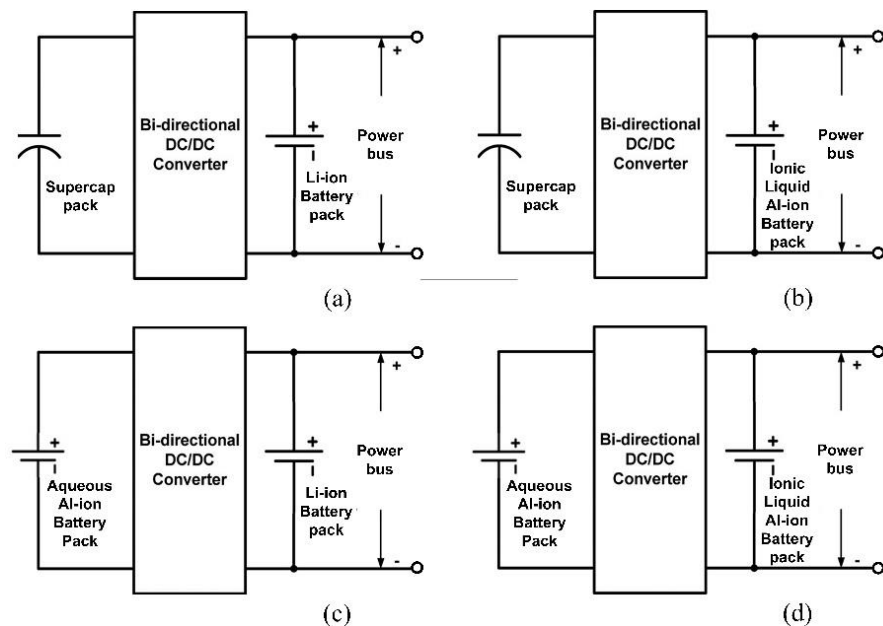 Supercap
pack
Bi-directional
DC/DC
Converter
+
Li-ion
Battery
pack
+
Power
bus
-
(a)
Supercap
pack
Bi-directional
DC/DC
Converter
+
Ionic
Liquid
Al-ion
Battery
pack
+
Power
bus
-
(b)
+
Aqueous
Al-ion
Battery
Pack
Bi-directional
DC/DC
Converter
+
Li-ion
Battery
pack
+
Power
bus
-
(c)
+
Aqueous
Al-ion
Battery
Pack
Bi-directional
DC/DC
Converter
+
Ionic
Liquid
Al-ion
Battery
pack
+
Power
bus
-
(d)